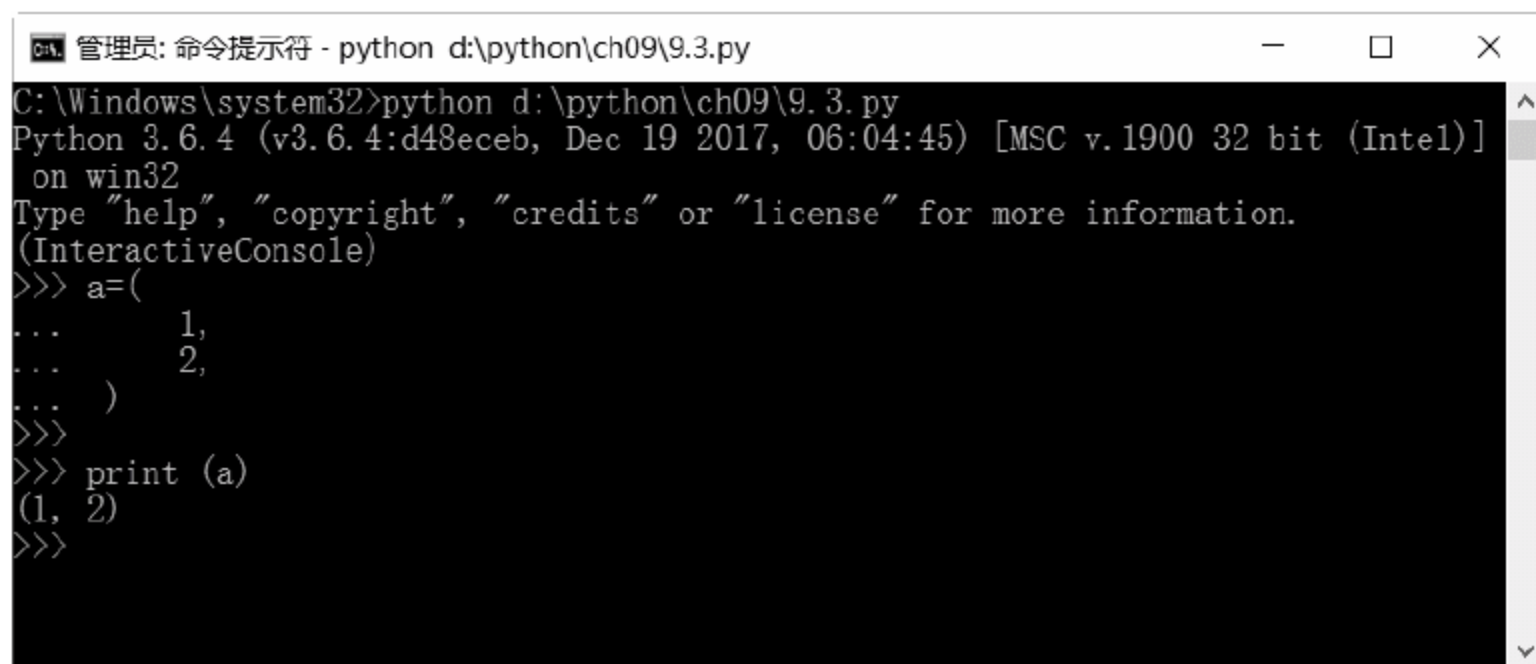 管理员: 命令提示符 - python  d:\python\ch09\9.3.py
C:\Windows\system32>python d:\python\ch09\9.3.py
Python 3.6.4 (v3.6.4:d48eceb, Dec 19 2017, 06:04:45) [MSC v.1900 32 bit (Intel)]
 on win32
Type "help", "copyright", "credits" or "license" for more information.
(InteractiveConsole)
>>> a=(
...      1,
...      2,
...  )
>>>
>>> print (a)
(1, 2)
>>>